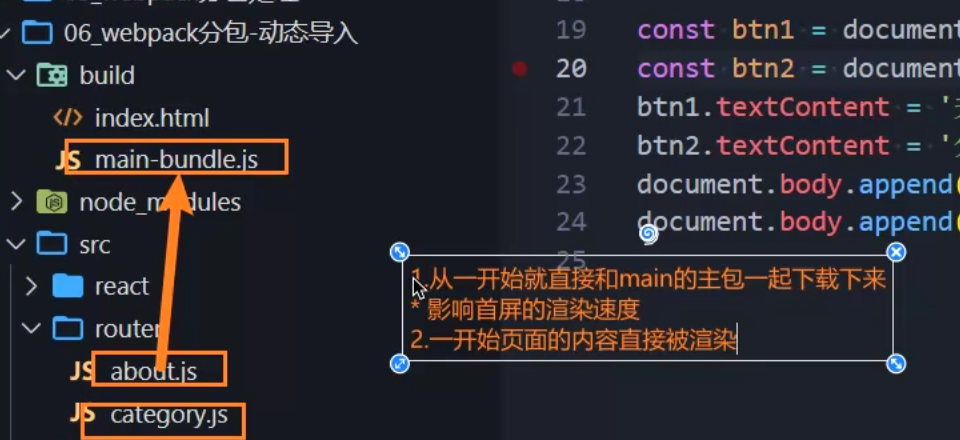 06_webpack分包-动态导入
build
index.html
JS main-bundle.js
node_modules
src
react
router
JS about.js
JS category.js
19 const btn1 = document
20 const btn2 = document
21 btn1.textContent = '
22 btn2.textContent = '
23 document.body.append(
24 document.body.append(
25
1.从一开始就直接和main的主包一起下载下来
* 影响首屏的渲染速度
2.一开始页面的内容直接被渲染